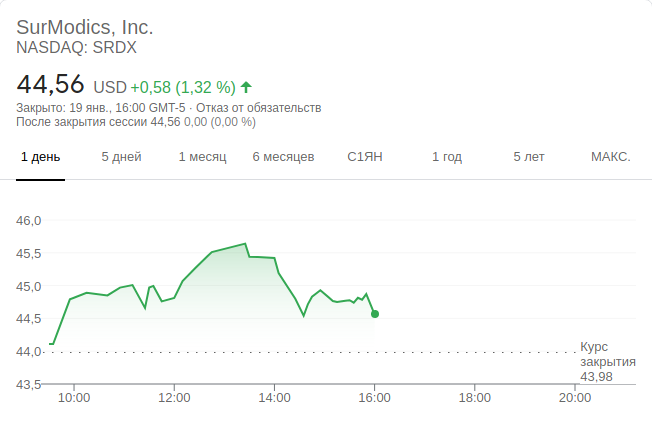 SurModics, Inc.
NASDAQ: SRDX
44,56 USD +0,58 (1,32 %)
Закрыто: 19 янв., 16:00 GMT-5 · Отказ от обязательств
После закрытия сессии 44,56 0,00 (0,00 %)
1 день 5 дней 1 месяц 6 месяцев С1ЯН 1 год 5 лет МАКС.
46,0
45,5
45,0
44,5
44,0
Курс
закрытия
43,98
43,5
10:00 12:00 14:00 16:00 18:00 20:00